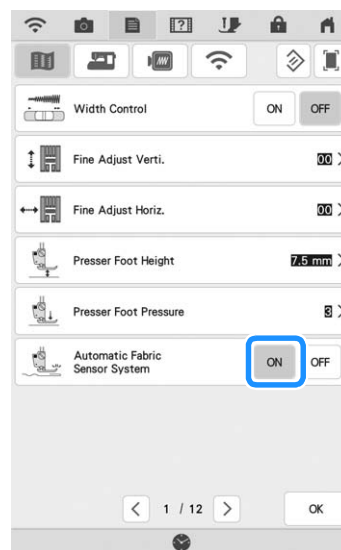 Width Control ON OFF
Fine Adjust Verti. 00
Fine Adjust Horiz. 00
Presser Foot Height 7.5 mm
Presser Foot Pressure 3
Automatic Fabric
Sensor System ON OFF
1 / 12 OK